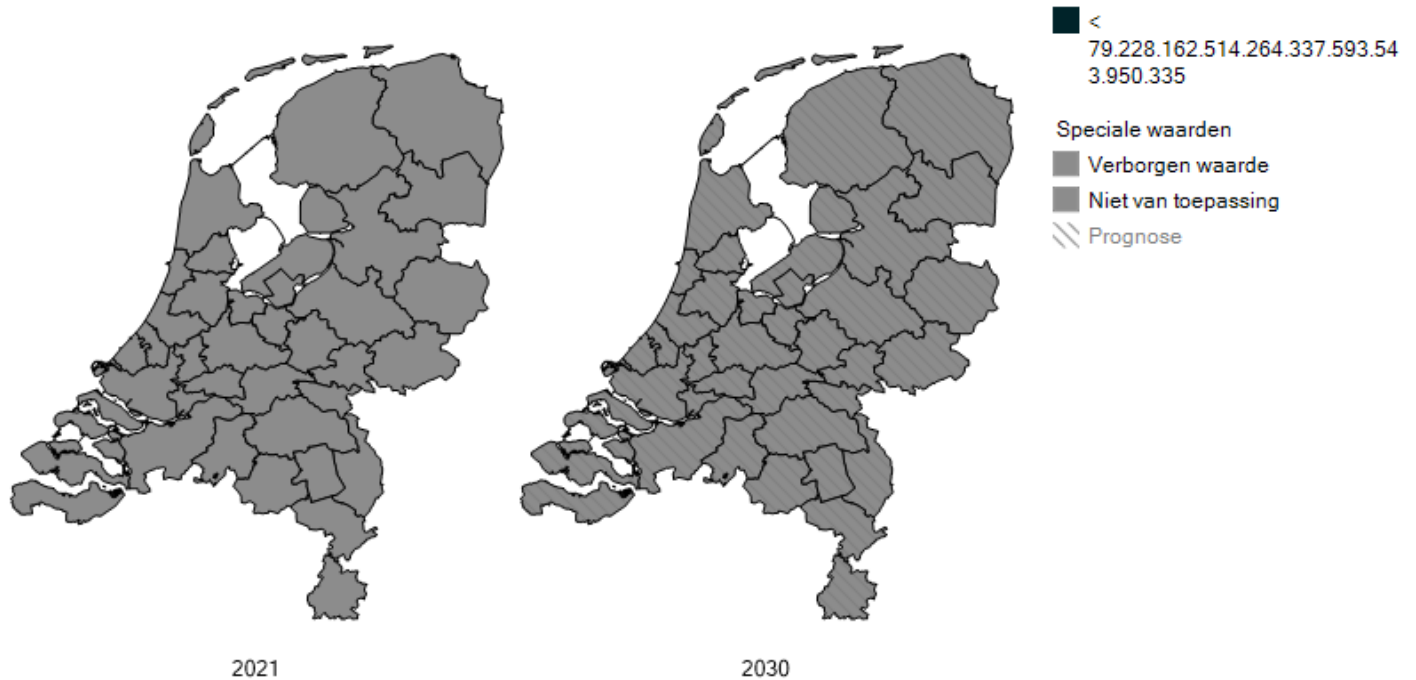 <
79.228.162.514.264.337.593.54
3.950.335
Speciale waarden
Verborgen waarde
Niet van toepassing
Prognose
2021
2030